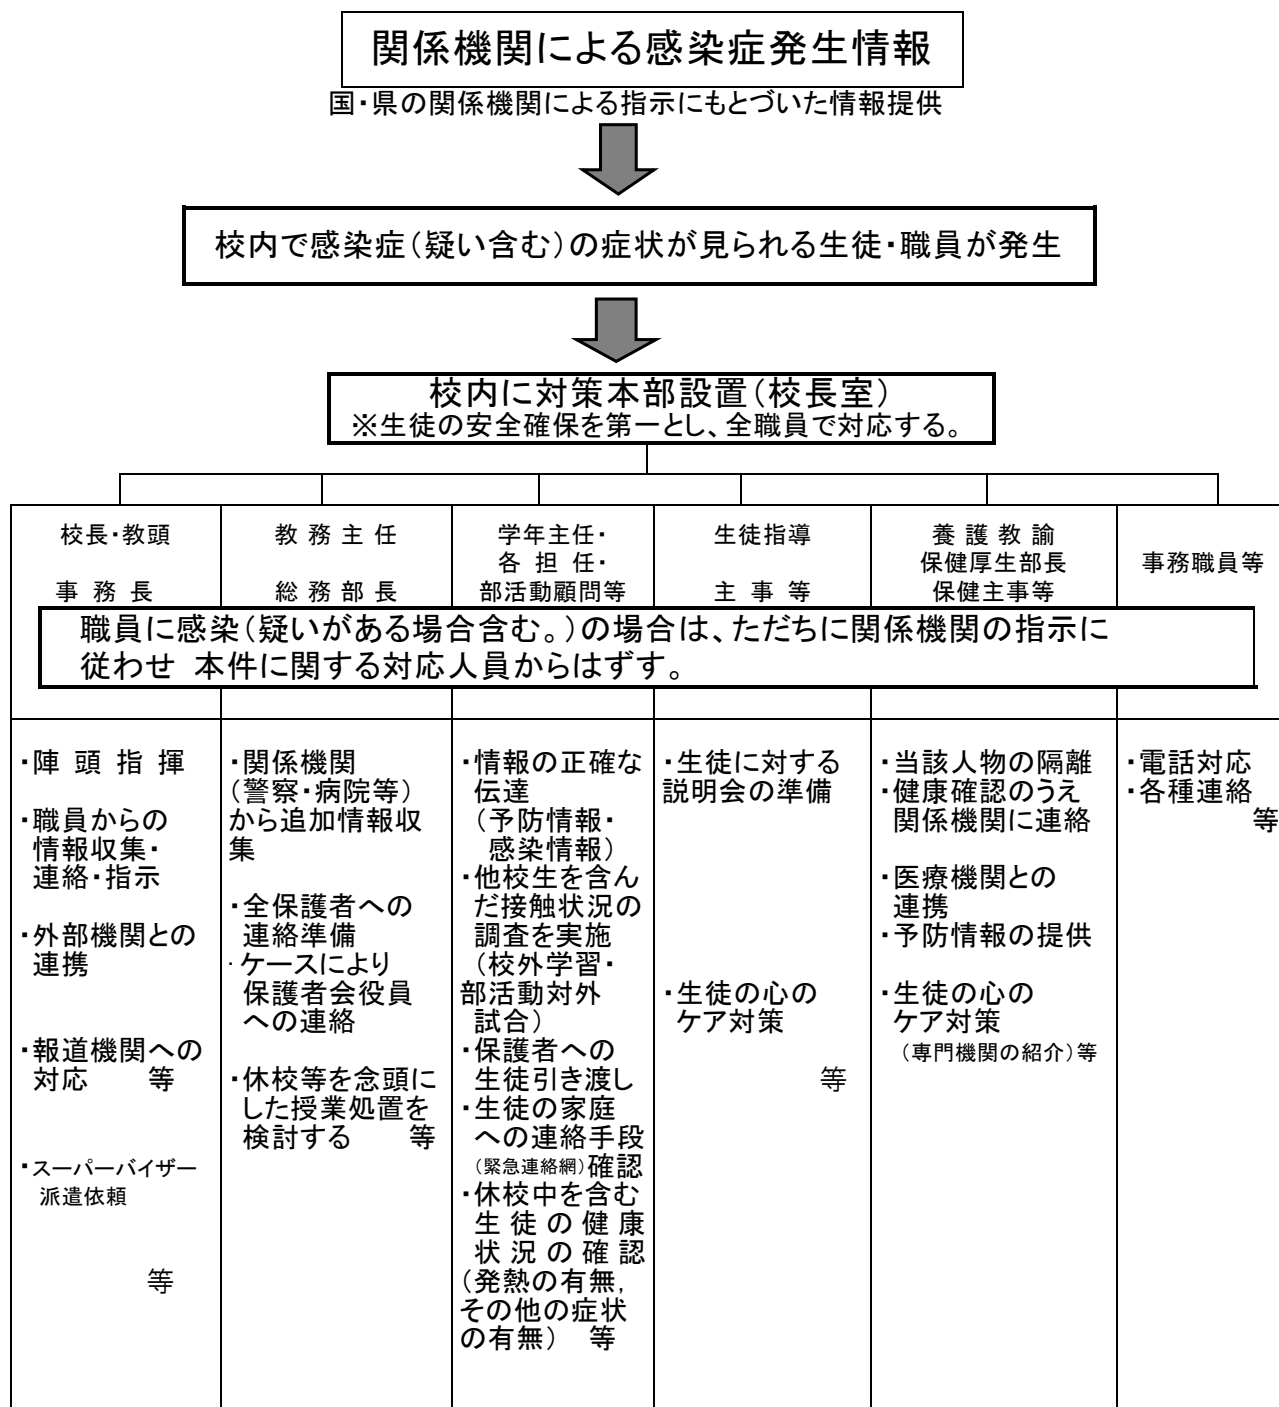 関係機関による感染症発生情報
国・県の関係機関による指示にもとづいた情報提供
校内で感染症（疑い含む）の症状が見られる生徒・職員が発生
校内に対策本部設置（校長室）
※生徒の安全確保を第一とし、全職員で対応する。
校長・教頭
事 務 長
教 務 主 任
総 務 部 長
学年主任・
各 担 任・
部活動顧問等
生徒指導
主 事 等
養 護 教 諭
保健厚生部長
保健主事等
事務職員等
職員に感染（疑いがある場合含む。）の場合は、ただちに関係機関の指示に
従わせ 本件に関する対応人員からはずす。
・陣 頭 指 揮
・職員からの
情報収集・
連絡・指示
・外部機関との
連携
・報道機関への
対応 等
・スーパーバイザー
派遣依頼
等
・関係機関
（警察・病院等）
から追加情報収
集
・全保護者への
連絡準備
・ケースにより
保護者会役員
への連絡
・休校等を念頭に
した授業処置を
検討する 等
・情報の正確な
伝達
（予防情報・
感染情報）
・他校生を含ん
だ接触状況の
調査を実施
（校外学習・
部活動対外
試合）
・保護者への
生徒引き渡し
・生徒の家庭
への連絡手段
（緊急連絡網）確認
・休校中を含む
生 徒 の 健 康
状 況 の 確 認
（発熱の有無，
その他の症状
の有無） 等
・生徒に対する
説明会の準備
・生徒の心の
ケア対策
等
・当該人物の隔離
・健康確認のうえ
関係機関に連絡
・医療機関との
連携
・予防情報の提供
・生徒の心の
ケア対策
（専門機関の紹介）等
・電話対応
・各種連絡
等